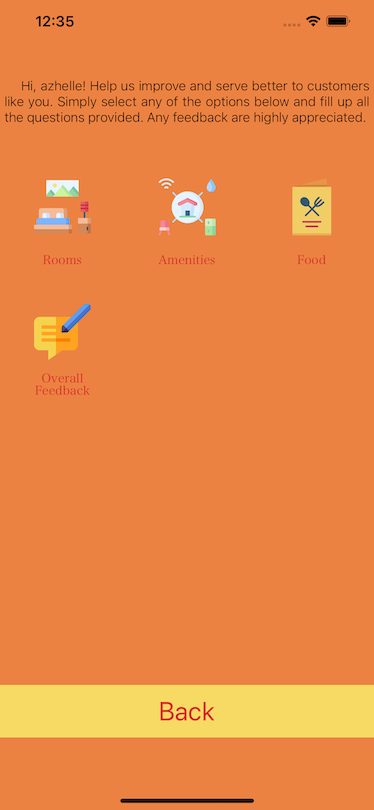 12:35
Hi, azhelle! Help us improve and serve better to customers
like you. Simply select any of the options below and fill up all
the questions provided. Any feedback are highly appreciated.
Rooms
Amenities
Food
Overall
Feedback
Back